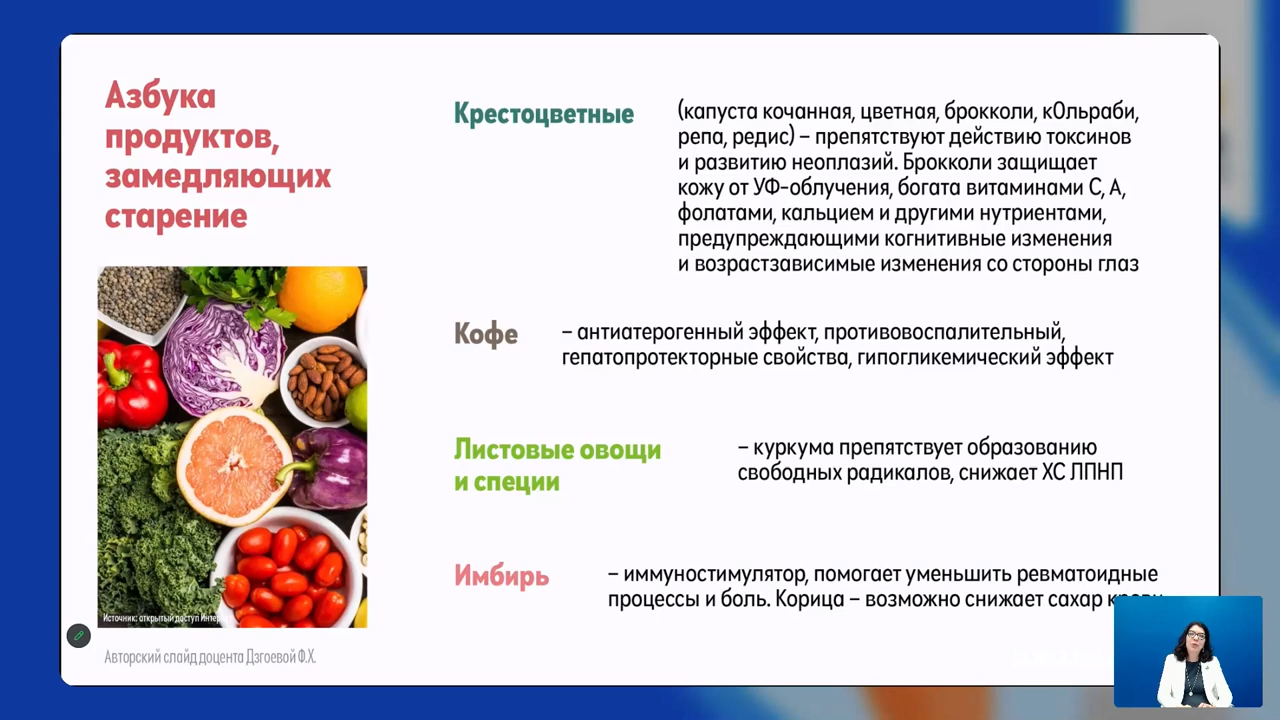 Азбука
продуктов,
замедляющих
старение
Крестоцветные
(капуста кочанная, цветная, брокколи, кОльраби,
репа, редис) – препятствуют действию токсинов
и развитию неоплазий. Брокколи защищает
кожу от УФ-облучения, богата витаминами С, А,
фолатами, кальцием и другими нутриентами,
предупреждающими когнитивные изменения
и возрастзависимые изменения со стороны глаз
Кофе
– антиатерогенный эффект, противовоспалительный,
гепатопротекторные свойства, гипогликемический эффект
Листовые овощи
и специи
– куркума препятствует образованию
свободных радикалов, снижает ХС ЛПНП
Имбирь
– иммуностимулятор, помогает уменьшить ревматоидные
процессы и боль. Корица – возможно снижает сахар
Источник: открытый доступ
Авторский слайд доцента Дзгоевой Ф.Х.